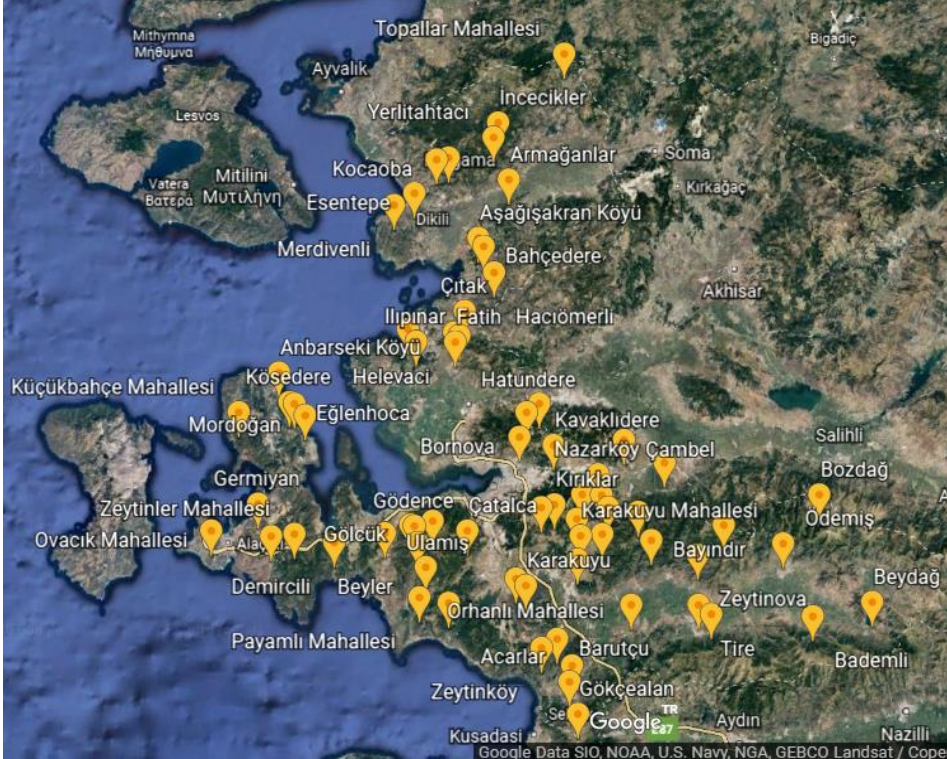 Mithymna
Μήθυμνα
Topallar Mahallesi
Bigadiç
Ayvalık
Lesvos
Yerlitahtacı
İncecikler
Kocaoba
Armağanlar
Soma
Kırkağaç
Vatera
Βατερά
Mitilini
Μυτιλήνη
Esentepe
Dikili
Aşağışakran Köyü
Merdivenli
Bahçedere
Çıtak
Akhisar
Ilıpınar
Fatih
Hacıömerli
Anbarseki Köyü
Küçükbahçe Mahallesi
Kösedere
Helevaci
Hatundere
Mordoğan
Eğlenhoca
Kavaklıdere
Bornova
Nazarköy
Çambel
Salihli
Germiyan
Kırıklar
Bozdağ
Zeytinler Mahallesi
Gödence
Çatalca
Karakuyu Mahallesi
Ödemiş
Ovacık Mahallesi
Gölcük
Ulamış
Bayındır
Karakuyu
Demircili
Beyler
Beydağ
Orhanlı Mahallesi
Zeytinova
Payamlı Mahallesi
Acarlar
Barutçu
Tire
Bademli
Zeytinköy
Gökçealan
Google
TR
Aydın
Kuşadası
Nazilli
Google Data SIO, NOAA, U.S. Navy, NGA, GEBCO Landsat / Cope